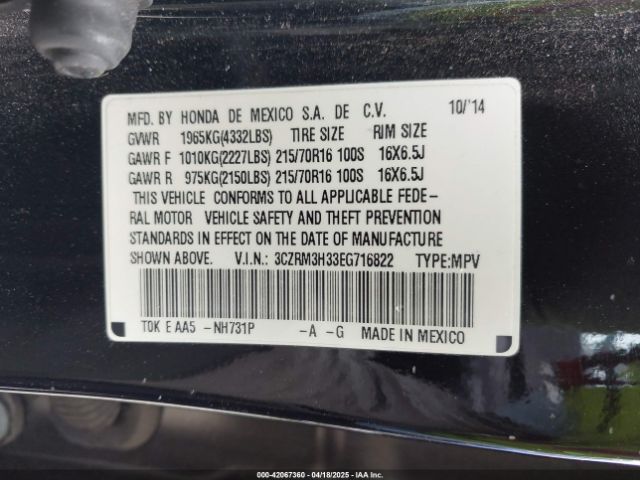 MFD. BY HONDA DE MEXICO S.A. DE C.V. 10/'14
GVWR 1965KG(4332LBS) TIRE SIZE RIM SIZE
GAWR F 1010KG(2227LBS) 215/70R16 100S 16X6.5J
GAWR R 975KG(2150LBS) 215/70R16 100S 16X6.5J
THIS VEHICLE CONFORMS TO ALL APPLICABLE FEDE-
RAL MOTOR VEHICLE SAFETY AND THEFT PREVENTION
STANDARDS IN EFFECT ON THE DATE OF MANUFACTURE
SHOWN ABOVE. V.I.N.: 3CZRM3H33EG716822 TYPE:MPV
T0K E AA5 -NH731P -A -G MADE IN MEXICO
000-42067360 - 04/18/2025 - IAA Inc.